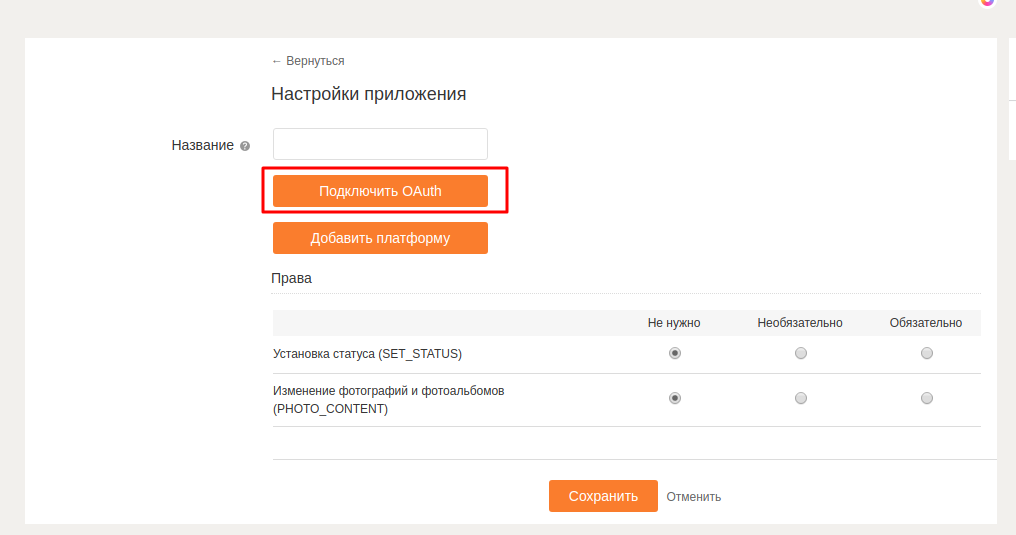 ← Вернуться
Настройки приложения
Название ?
Подключить OAuth
Добавить платформу
Права
Не нужно Необязательно Обязательно
Установка статуса (SET_STATUS)
Изменение фотографий и фотоальбомов
(PHOTO_CONTENT)
Сохранить Отменить